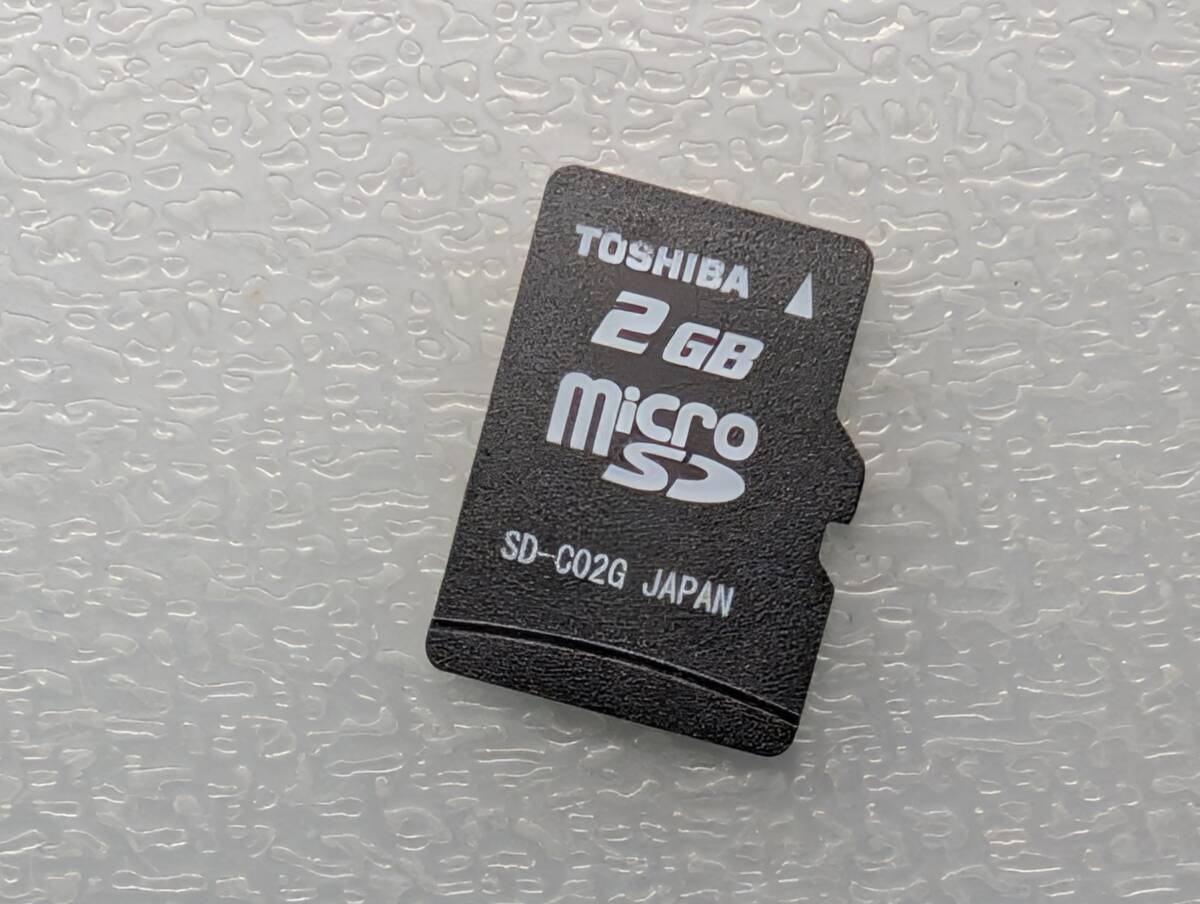 TOSHIBA
2 GB
micro
SD
SD-C02G JAPAN